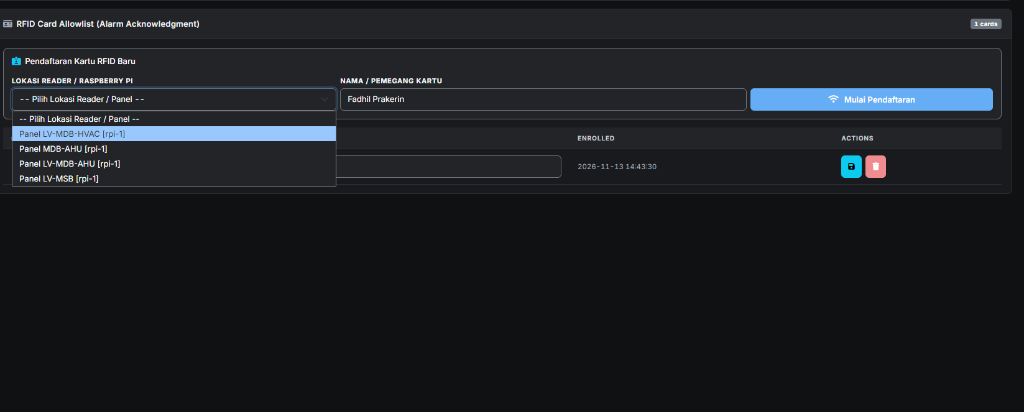 RFID Card Allowlist (Alarm Acknowledgment)
1 cards
Pendaftaran Kartu RFID Baru
LOKASI READER / RASPBERRY PI
NAMA / PEMEGANG KARTU
-- Pilih Lokasi Reader / Panel --
Fadhil Prakerin
Mulai Pendaftaran
-- Pilih Lokasi Reader / Panel --
Panel LV-MDB-HVAC [rpi-1]
Panel MDB-AHU [rpi-1]
Panel LV-MDB-AHU [rpi-1]
Panel LV-MSB [rpi-1]
ENROLLED
ACTIONS
2026-11-13 14:43:30